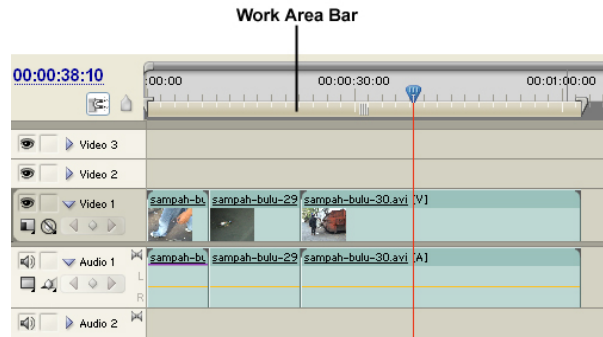 Work Area Bar
00:00:38:10
:00:00 00:00:30:00 00:01:00:00
Video 3
Video 2
Video 1
sampah-bu sampah-bulu-29 sampah-bulu-30.avi [V]
Audio 1
sampah-bu sampah-bulu-29 sampah-bulu-30.avi [A]
L
R
Audio 2